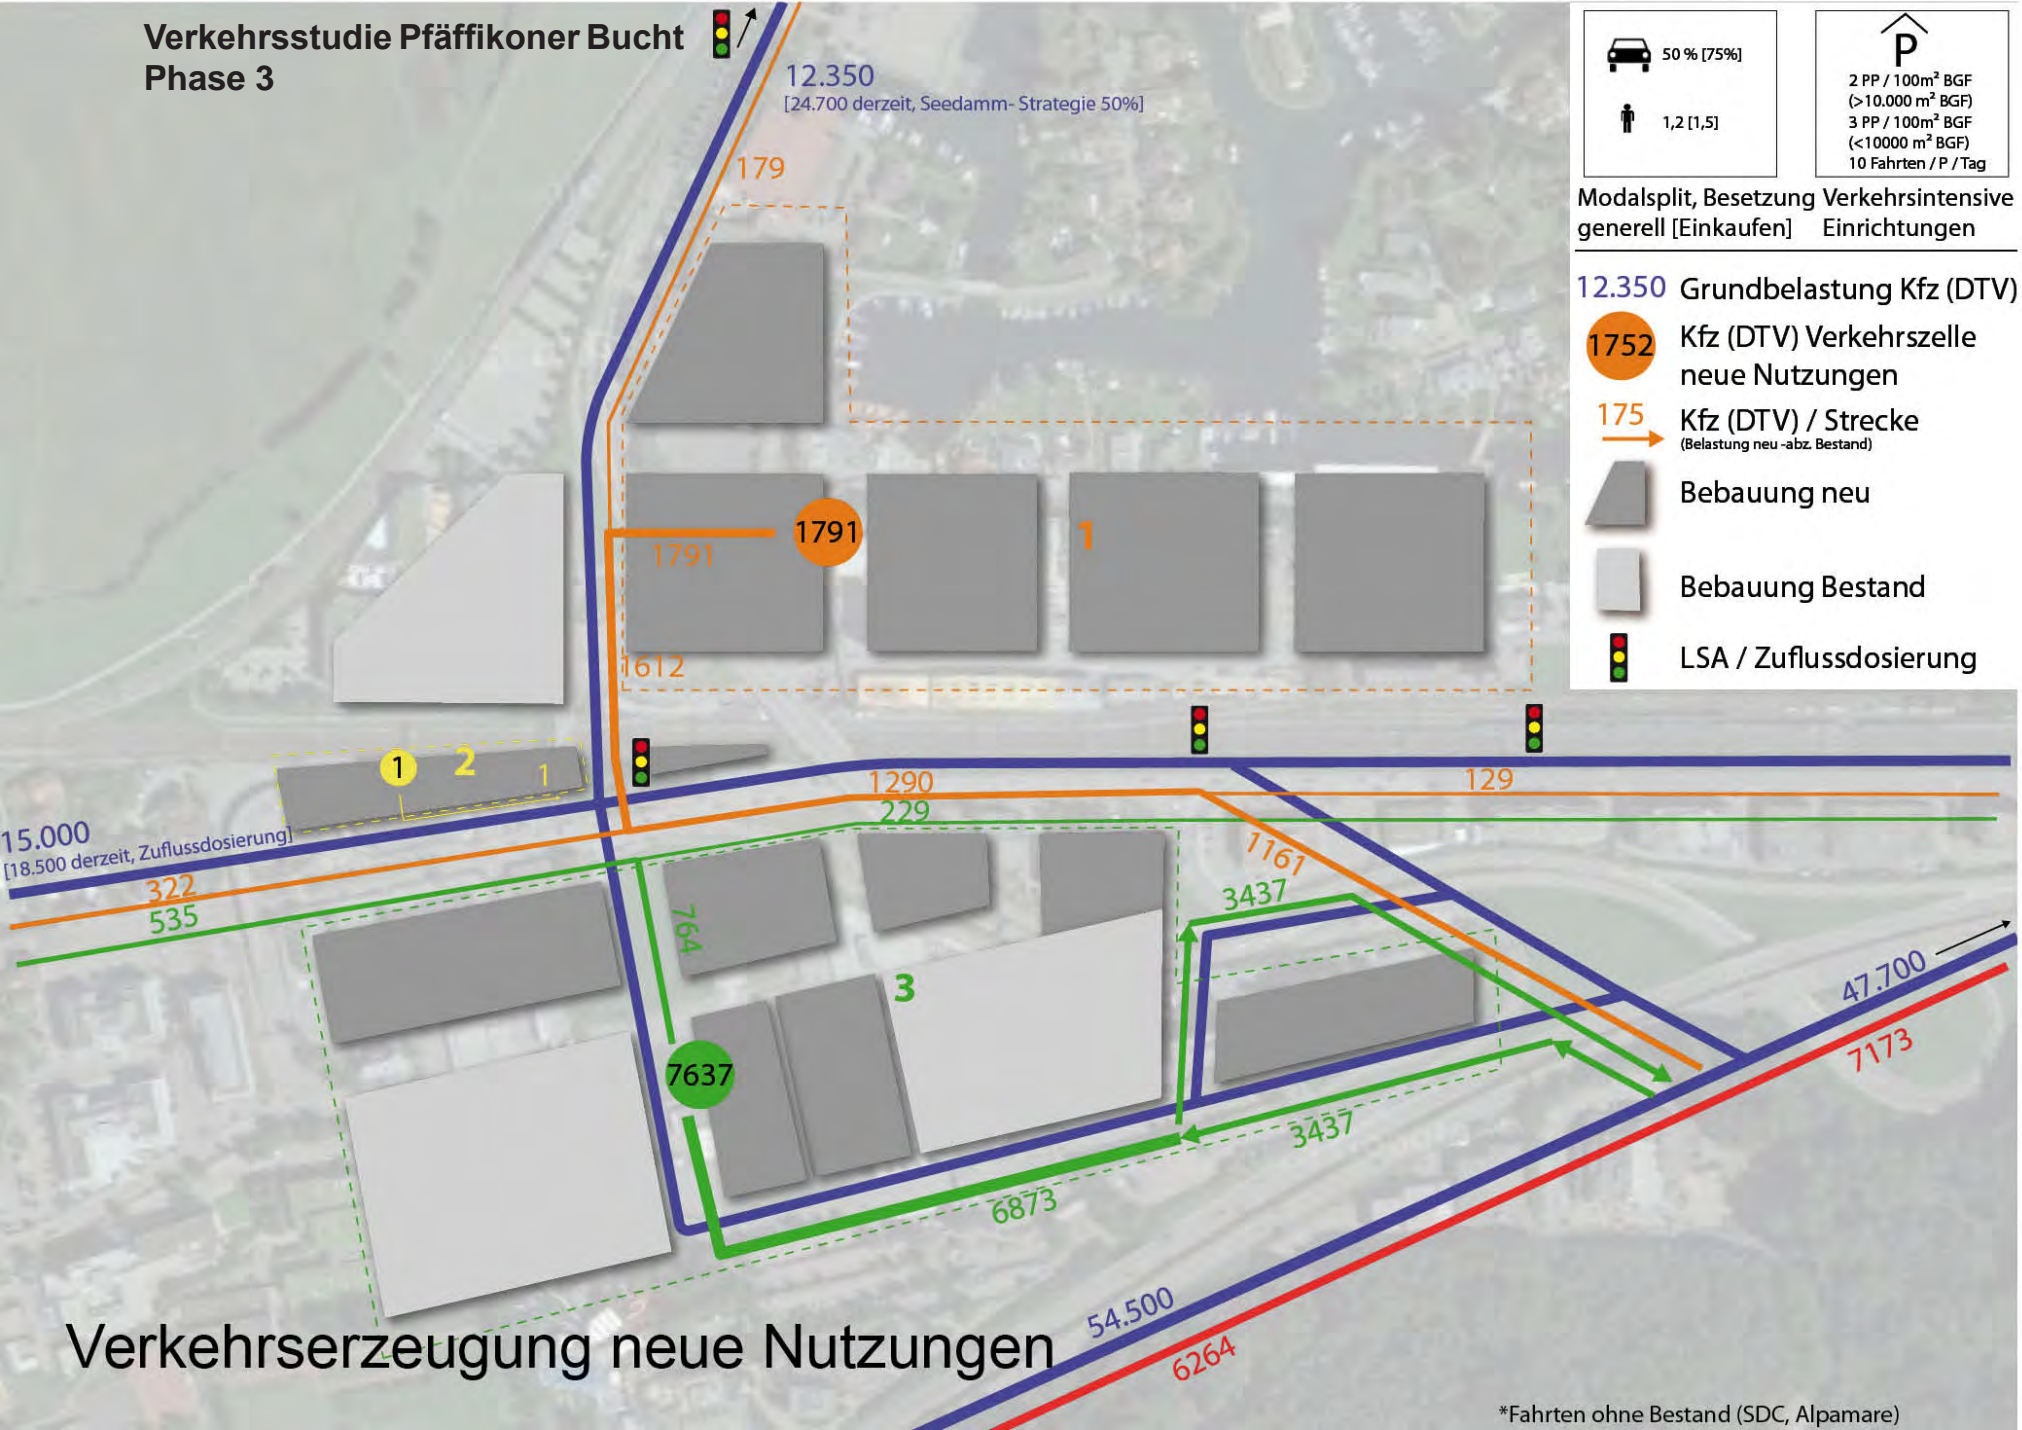 Verkehrsstudie Pfäffikoner Bucht
Phase 3
12.350
[24.700 derzeit, Seedamm- Strategie 50%]
179
50 % [75%]
1,2 [1,5]
Modalsplit, Besetzung
generell [Einkaufen]
P
2 PP / 100m² BGF
(>10.000 m² BGF)
3 PP / 100m² BGF
(<10000 m² BGF)
10 Fahrten / P / Tag
Verkehrsintensive
Einrichtungen
12.350 Grundbelastung Kfz (DTV)
1752 Kfz (DTV) Verkehrszelle
neue Nutzungen
175 Kfz (DTV) / Strecke
(Belastung neu -abz. Bestand)
Bebauung neu
Bebauung Bestand
LSA / Zuflussdosierung
1791
1791
1
1612
1
2
1
15.000
[18.500 derzeit, Zuflussdosierung]
322
535
1290
229
129
1161
3437
764
3
7637
6873
3437
47.700
7173
54.500
6264
Verkehrserzeugung neue Nutzungen
*Fahrten ohne Bestand (SDC, Alpamare)